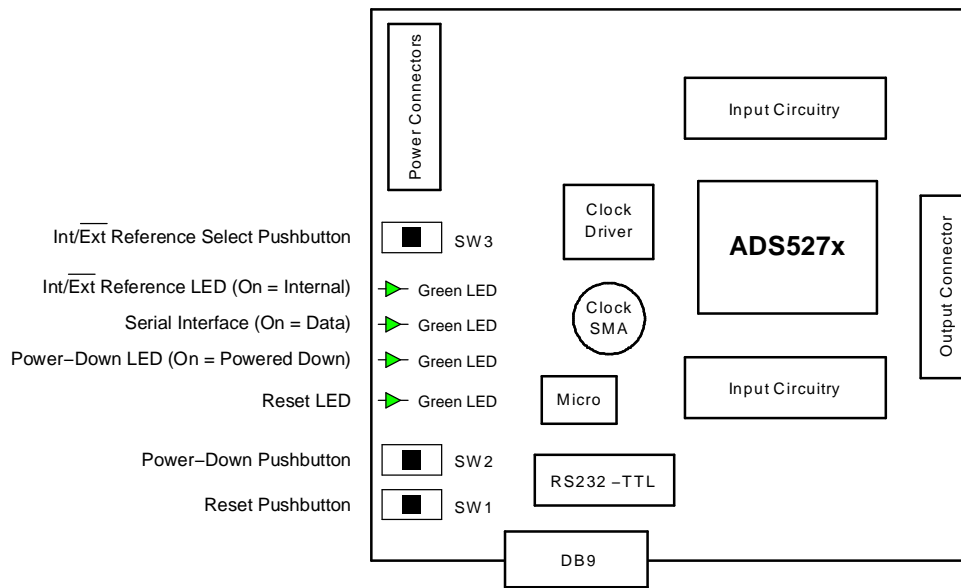 Power Connectors
Input Circuitry
Clock
Driver
ADS527x
Output Connector
Int/Ext Reference Select Pushbutton
SW3
Int/Ext Reference LED (On = Internal)
Green LED
Clock
SMA
Serial Interface (On = Data)
Green LED
Power−Down LED (On = Powered Down)
Green LED
Reset LED
Green LED
Micro
Input Circuitry
Power−Down Pushbutton
SW2
RS232 −TTL
Reset Pushbutton
SW1
DB9